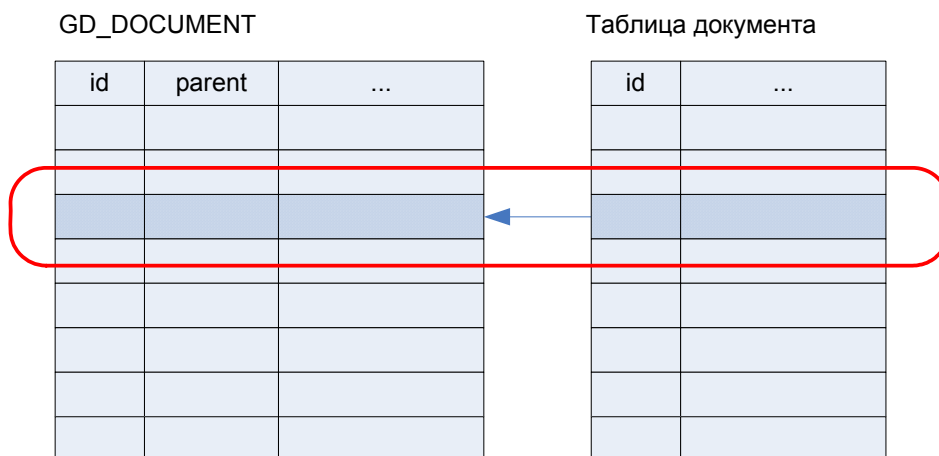 GD_DOCUMENT
Таблица документа
id parent ...
id ...